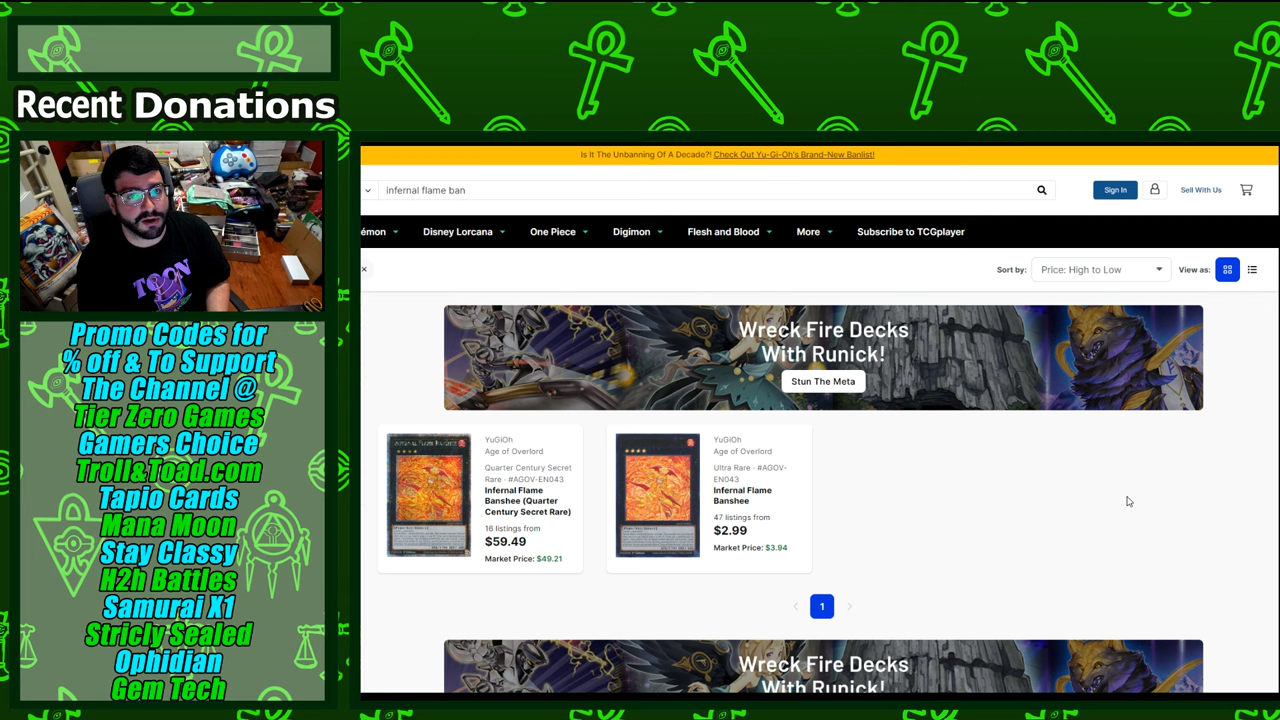 Recent Donations
TOON
Promo Codes for
% off & To Support
The Channel @
Tier Zero Games
Gamers Choice
Troll&Toad.com
Tapio Cards
Mana Moon
Stay Classy
H2h Battles
Samurai X1
Stricly Sealed
Ophidian
Gem Tech
Is It The Unbanning Of A Decade?! Check Out Yu-Gi-Oh's Brand-New Banlist!
infernal flame ban
Sign In
Sell With Us
émon
Disney Lorcana
One Piece
Digimon
Flesh and Blood
More
Subscribe to TCGplayer
Sort by: Price: High to Low
View as:
Wreck Fire Decks
With Runick!
Stun The Meta
YuGiOh
Age of Overlord
Quarter Century Secret
Rare · #AGOV-EN043
Infernal Flame
Banshee (Quarter
Century Secret Rare)
16 listings from
$59.49
Market Price: $49.21
YuGiOh
Age of Overlord
Ultra Rare · #AGOV-
EN043
Infernal Flame
Banshee
47 listings from
$2.99
Market Price: $3.94
1
Wreck Fire Decks
With Runick!